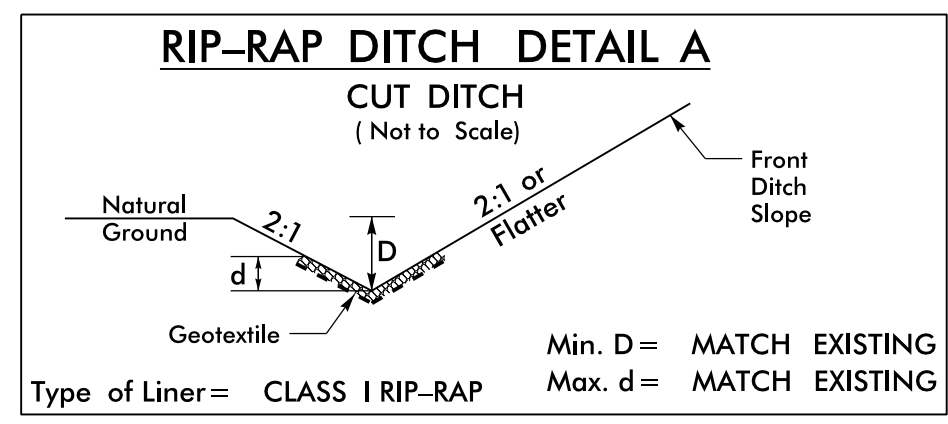 RIP–RAP DITCH DETAIL A
CUT DITCH
( Not to Scale)
Natural
Ground
2:1
D
d
2:1 or
Flatter
Front
Ditch
Slope
Geotextile
Min. D = MATCH EXISTING
Max. d = MATCH EXISTING
Type of Liner = CLASS I RIP–RAP